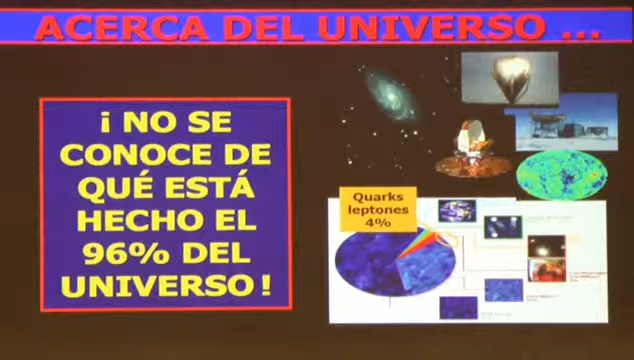 ACERCA DEL UNIVERSO ...
¡ NO SE
CONOCE DE
QUÉ ESTÁ
HECHO EL
96% DEL
UNIVERSO !
Quarks
leptones
4%